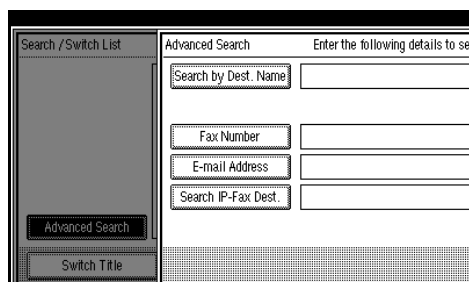 Search / Switch List
Advanced Search Enter the following details to se
Search by Dest. Name
Fax Number
E-mail Address
Search IP-Fax Dest.
Advanced Search
Switch Title